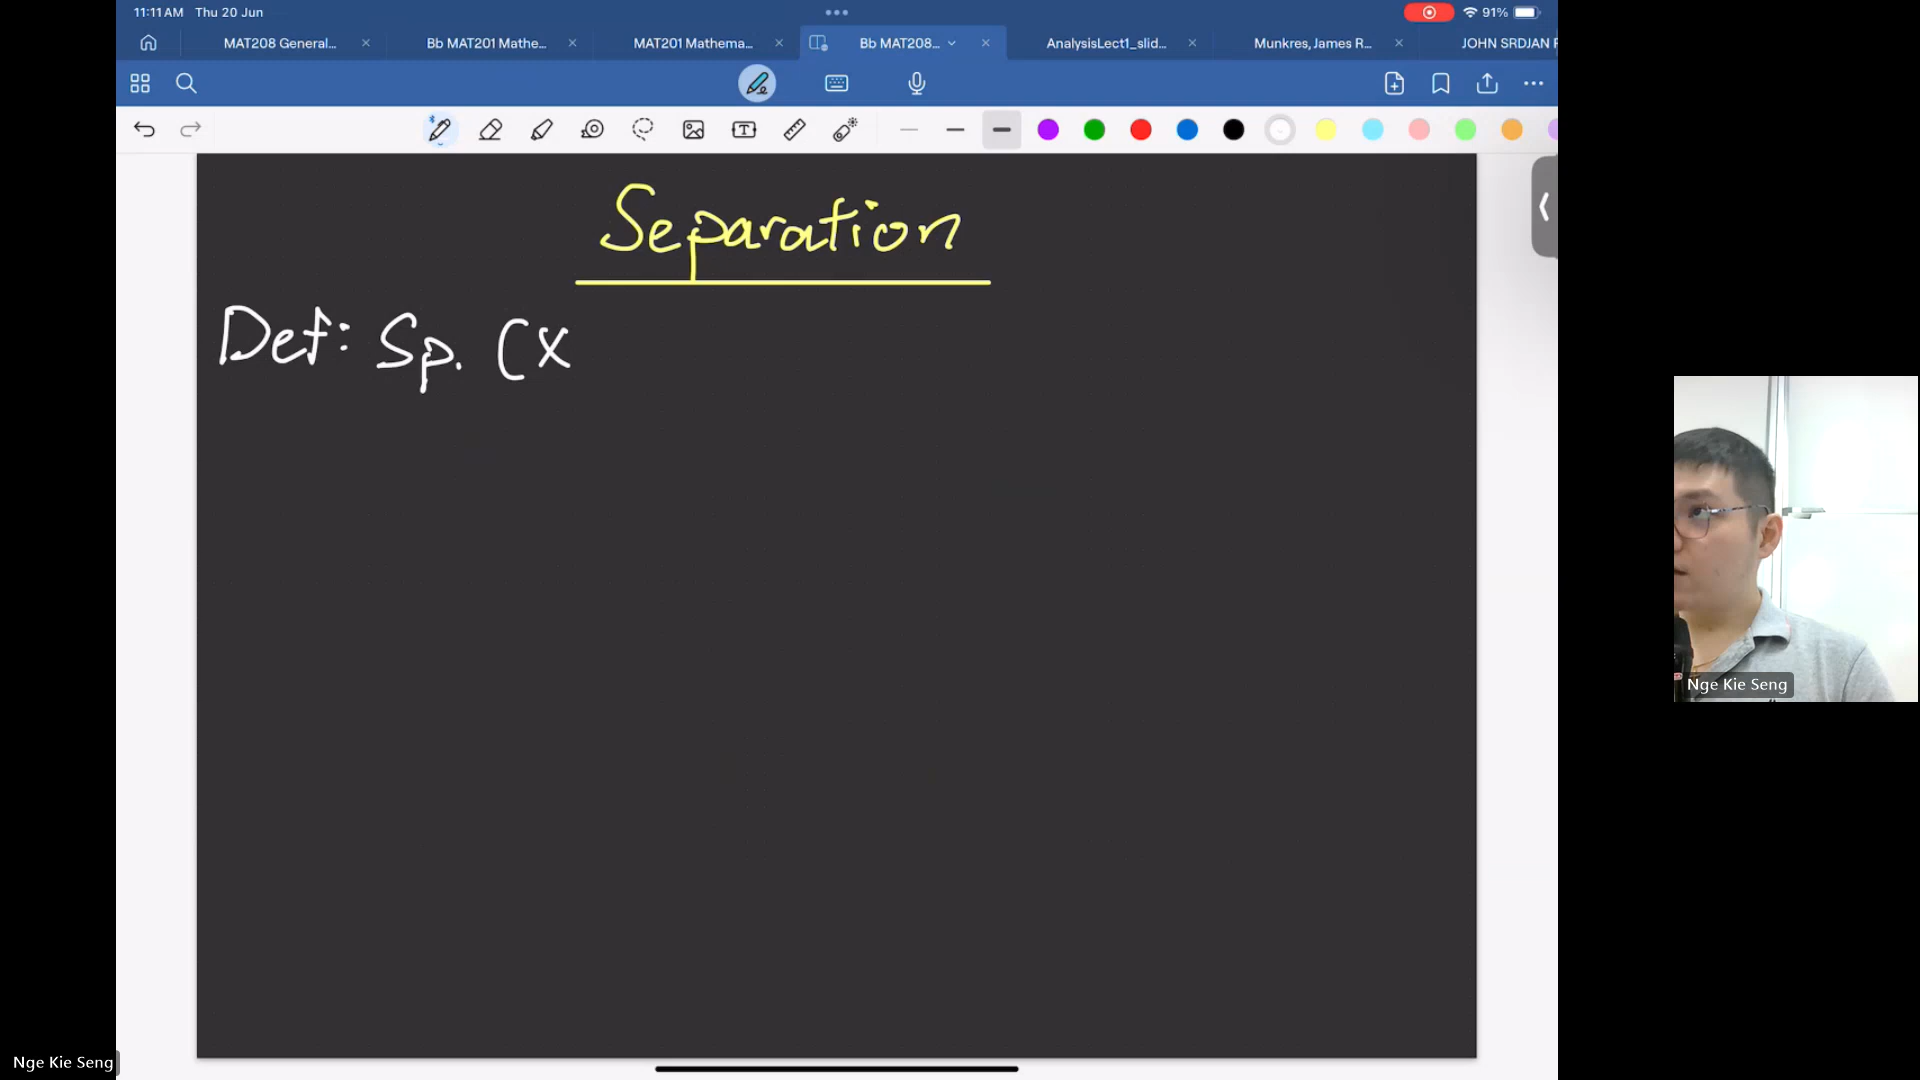 11:11 AM Thu 20 Jun
91%
MAT208 General...
Bb MAT201 Mathe...
MAT201 Mathema...
Bb MAT208...
AnalysisLect1_slid...
Munkres, James R...
JOHN SRDJAN
Separation
Def: Sp. (X
Nge Kie Seng
Nge Kie Seng